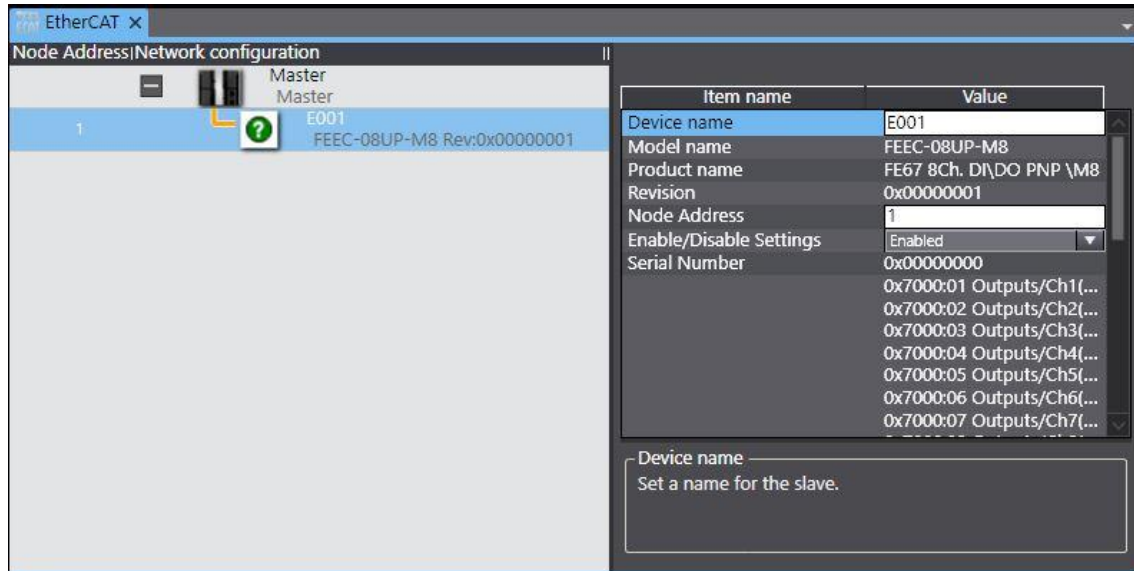 EtherCAT
Node Address|Network configuration
Master
Master
1
E001
FEEC-08UP-M8 Rev:0x00000001
Item name Value
Device name E001
Model name FEEC-08UP-M8
Product name FE67 8Ch. DI\DO PNP \M8
Revision 0x00000001
Node Address 1
Enable/Disable Settings Enabled
Serial Number 0x00000000
0x7000:01 Outputs/Ch1(...
0x7000:02 Outputs/Ch2(...
0x7000:03 Outputs/Ch3(...
0x7000:04 Outputs/Ch4(...
0x7000:05 Outputs/Ch5(...
0x7000:06 Outputs/Ch6(...
0x7000:07 Outputs/Ch7(...
Device name
Set a name for the slave.